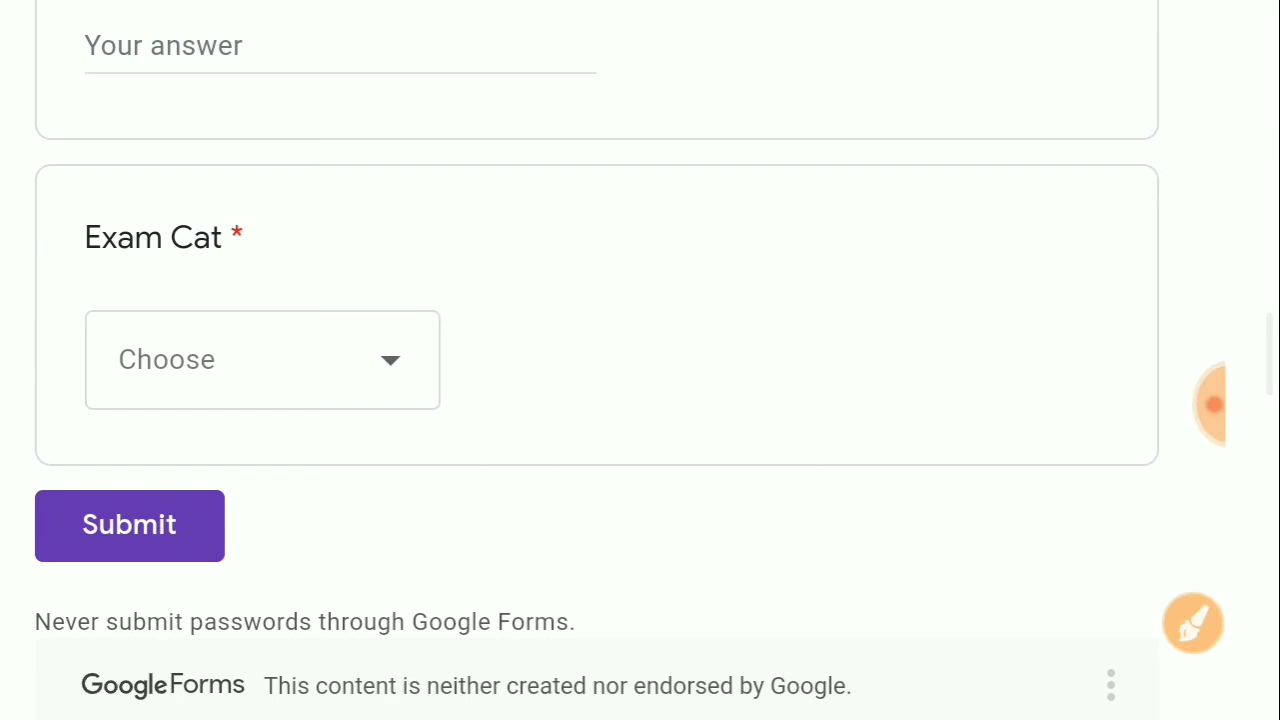 Your answer
Exam Cat *
Choose
Submit
Never submit passwords through Google Forms.
Google Forms This content is neither created nor endorsed by Google.